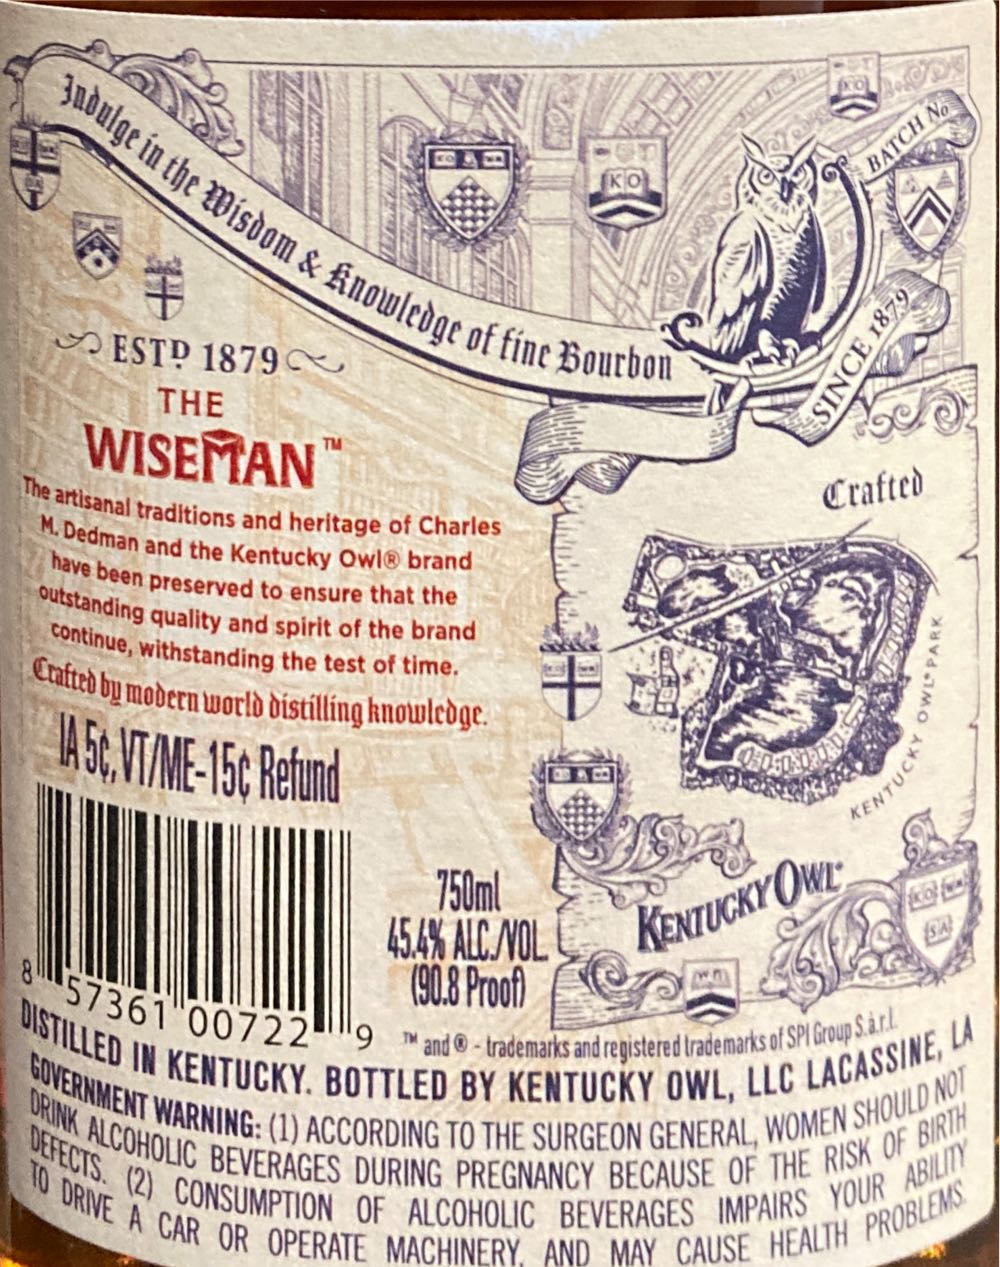 Indulge in the Wisdom & Knowledge of fine Bourbon
BATCH No
SINCE 1879
KO
ESTD 1879
THE
WISEMAN™
The artisanal traditions and heritage of Charles
M. Dedman and the Kentucky Owl® brand
have been preserved to ensure that the
outstanding quality and spirit of the brand
continue, withstanding the test of time.
Crafted by modern world distilling knowledge.
IA 5¢, VT/ME-15¢ Refund
8 57361 00722 9
750ml
45.4% ALC./VOL.
(90.8 Proof)
Crafted
KENTUCKY OWL® PARK
KENTUCKY OWL®
™ and ® - trademarks and registered trademarks of SPI Group S.à r.l.
DISTILLED IN KENTUCKY. BOTTLED BY KENTUCKY OWL, LLC LACASSINE, LA
GOVERNMENT WARNING: (1) ACCORDING TO THE SURGEON GENERAL, WOMEN SHOULD NOT
DRINK ALCOHOLIC BEVERAGES DURING PREGNANCY BECAUSE OF THE RISK OF BIRTH
DEFECTS. (2) CONSUMPTION OF ALCOHOLIC BEVERAGES IMPAIRS YOUR ABILITY
TO DRIVE A CAR OR OPERATE MACHINERY, AND MAY CAUSE HEALTH PROBLEMS.